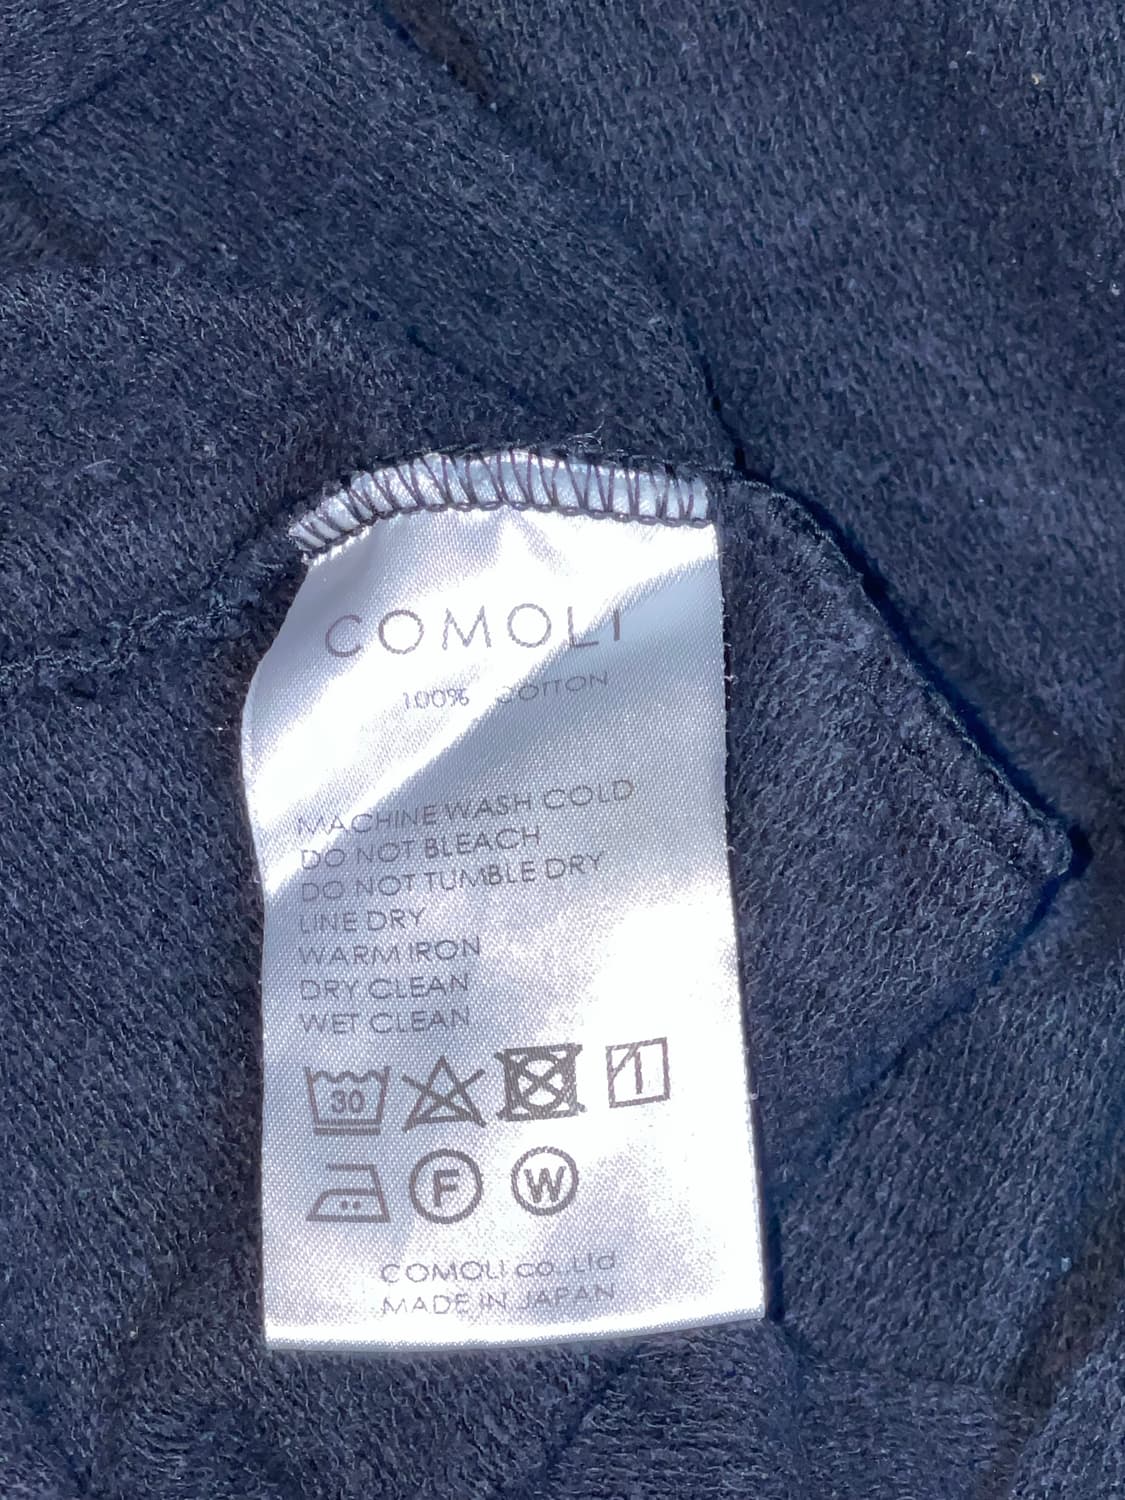 COMOLI
100% COTTON
MACHINE WASH COLD
DO NOT BLEACH
DO NOT TUMBLE DRY
LINE DRY
WARM IRON
DRY CLEAN
WET CLEAN
30
F W
COMOLI co.,Ltd
MADE IN JAPAN